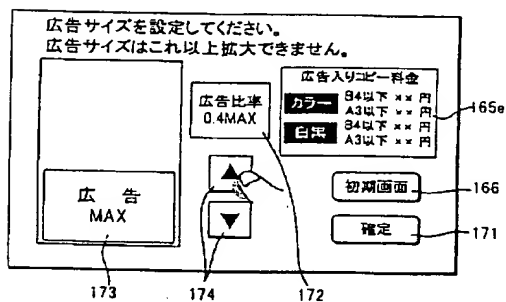 広告サイズを設定してください。
広告サイズはこれ以上拡大できません。
広告比率
0.4MAX
広告入りコピー料金
カラー
B4以下 ×× 円
A3以下 ×× 円
白黒
B4以下 ×× 円
A3以下 ×× 円
165e
広 告
MAX
▲
▼
初期画面
166
確定
171
173
174
172